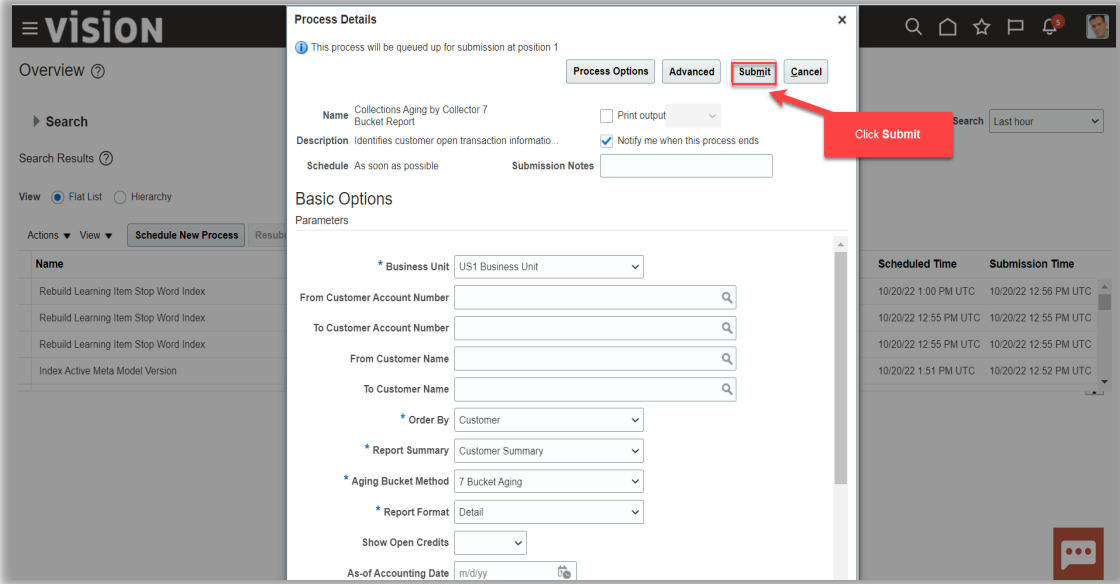 vision
Process Details
This process will be queued up for submission at position 1
Process Options Advanced Submit Cancel
5
Overview
Search
Search Results
View Flat List Hierarchy
Actions View Schedule New Process Resub
Name
Rebuild Learning Item Stop Word Index
Rebuild Learning Item Stop Word Index
Rebuild Learning Item Stop Word Index
Index Active Meta Model Version
Name Collections Aging by Collector 7
Bucket Report
Print output
Description Identifies customer open transaction informatio...
Notify me when this process ends
Schedule As soon as possible
Submission Notes
Basic Options
Parameters
* Business Unit US1 Business Unit
From Customer Account Number
To Customer Account Number
From Customer Name
To Customer Name
* Order By Customer
* Report Summary Customer Summary
* Aging Bucket Method 7 Bucket Aging
* Report Format Detail
Show Open Credits
As-of Accounting Date m/d/yy
Click Submit
Search Last hour
Scheduled Time Submission Time
10/20/22 1:00 PM UTC 10/20/22 12:56 PM UTC
10/20/22 12:55 PM UTC 10/20/22 12:55 PM UTC
10/20/22 12:55 PM UTC 10/20/22 12:55 PM UTC
10/20/22 1:51 PM UTC 10/20/22 12:52 PM UTC